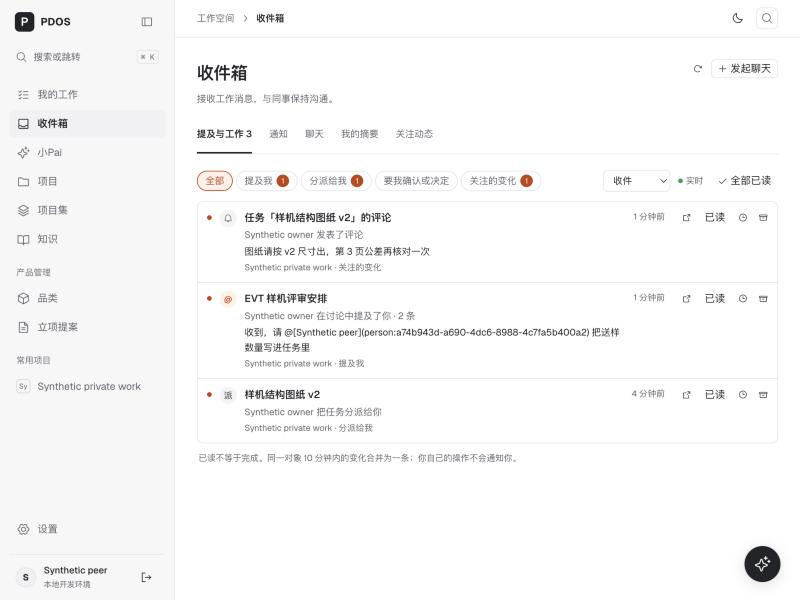 P PDOS
搜索或跳转 ⌘ K
我的工作
收件箱
小Pai
项目
项目集
知识
产品管理
品类
立项提案
常用项目
Sy Synthetic private work
设置
S Synthetic peer
本地开发环境
工作空间 > 收件箱
收件箱
+ 发起聊天
接收工作消息，与同事保持沟通。
提及与工作 3 通知 聊天 我的摘要 关注动态
全部 提及我 1 分派给我 1 要我确认或决定 关注的变化 1 收件 实时 全部已读
任务「样机结构图纸 v2」的评论 1 分钟前 已读
Synthetic owner 发表了评论
图纸请按 v2 尺寸出，第 3 页公差再核对一次
Synthetic private work · 关注的变化
@ EVT 样机评审安排 1 分钟前 已读
Synthetic owner 在讨论中提及了你 · 2 条
收到，请 @[Synthetic peer](person:a74b943d-a690-4dc6-8988-4c7fa5b400a2) 把送样
数量写进任务里
Synthetic private work · 提及我
派 样机结构图纸 v2 4 分钟前 已读
Synthetic owner 把任务分派给你
Synthetic private work · 分派给我
已读不等于完成。同一对象 10 分钟内的变化合并为一条；你自己的操作不会通知你。